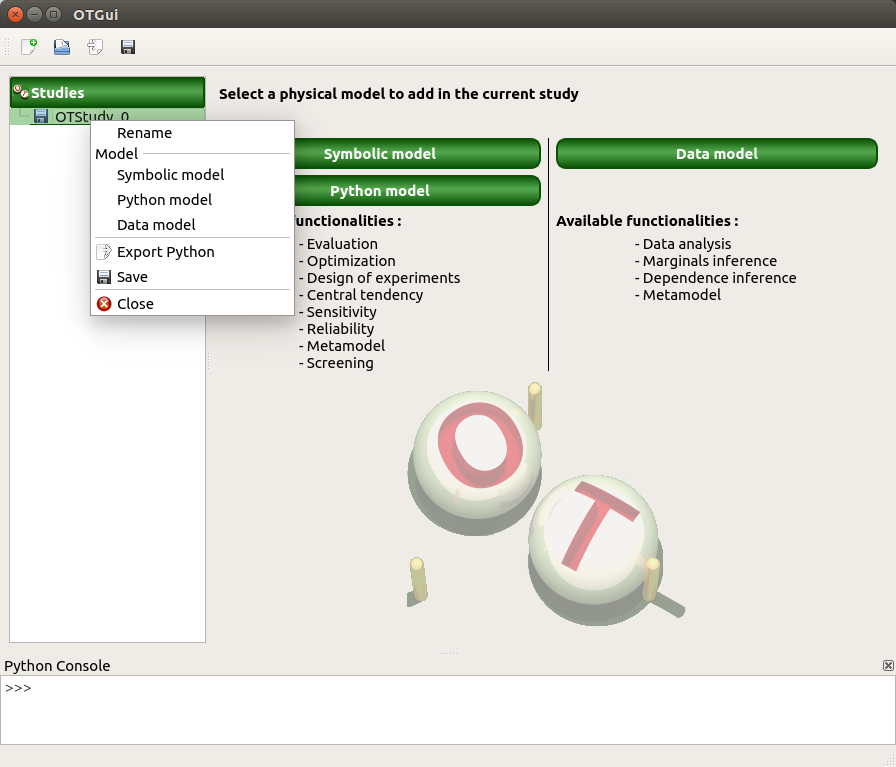 OTGui
Studies
OTStudy_0
Select a physical model to add in the current study
Rename
Model
Symbolic model
Python model
Data model
Export Python
Save
Close
Symbolic model
Python model
unctionalities :
- Evaluation
- Optimization
- Design of experiments
- Central tendency
- Sensitivity
- Reliability
- Metamodel
- Screening
Data model
Available functionalities :
- Data analysis
- Marginals inference
- Dependence inference
- Metamodel
O
T
Python Console
>>>